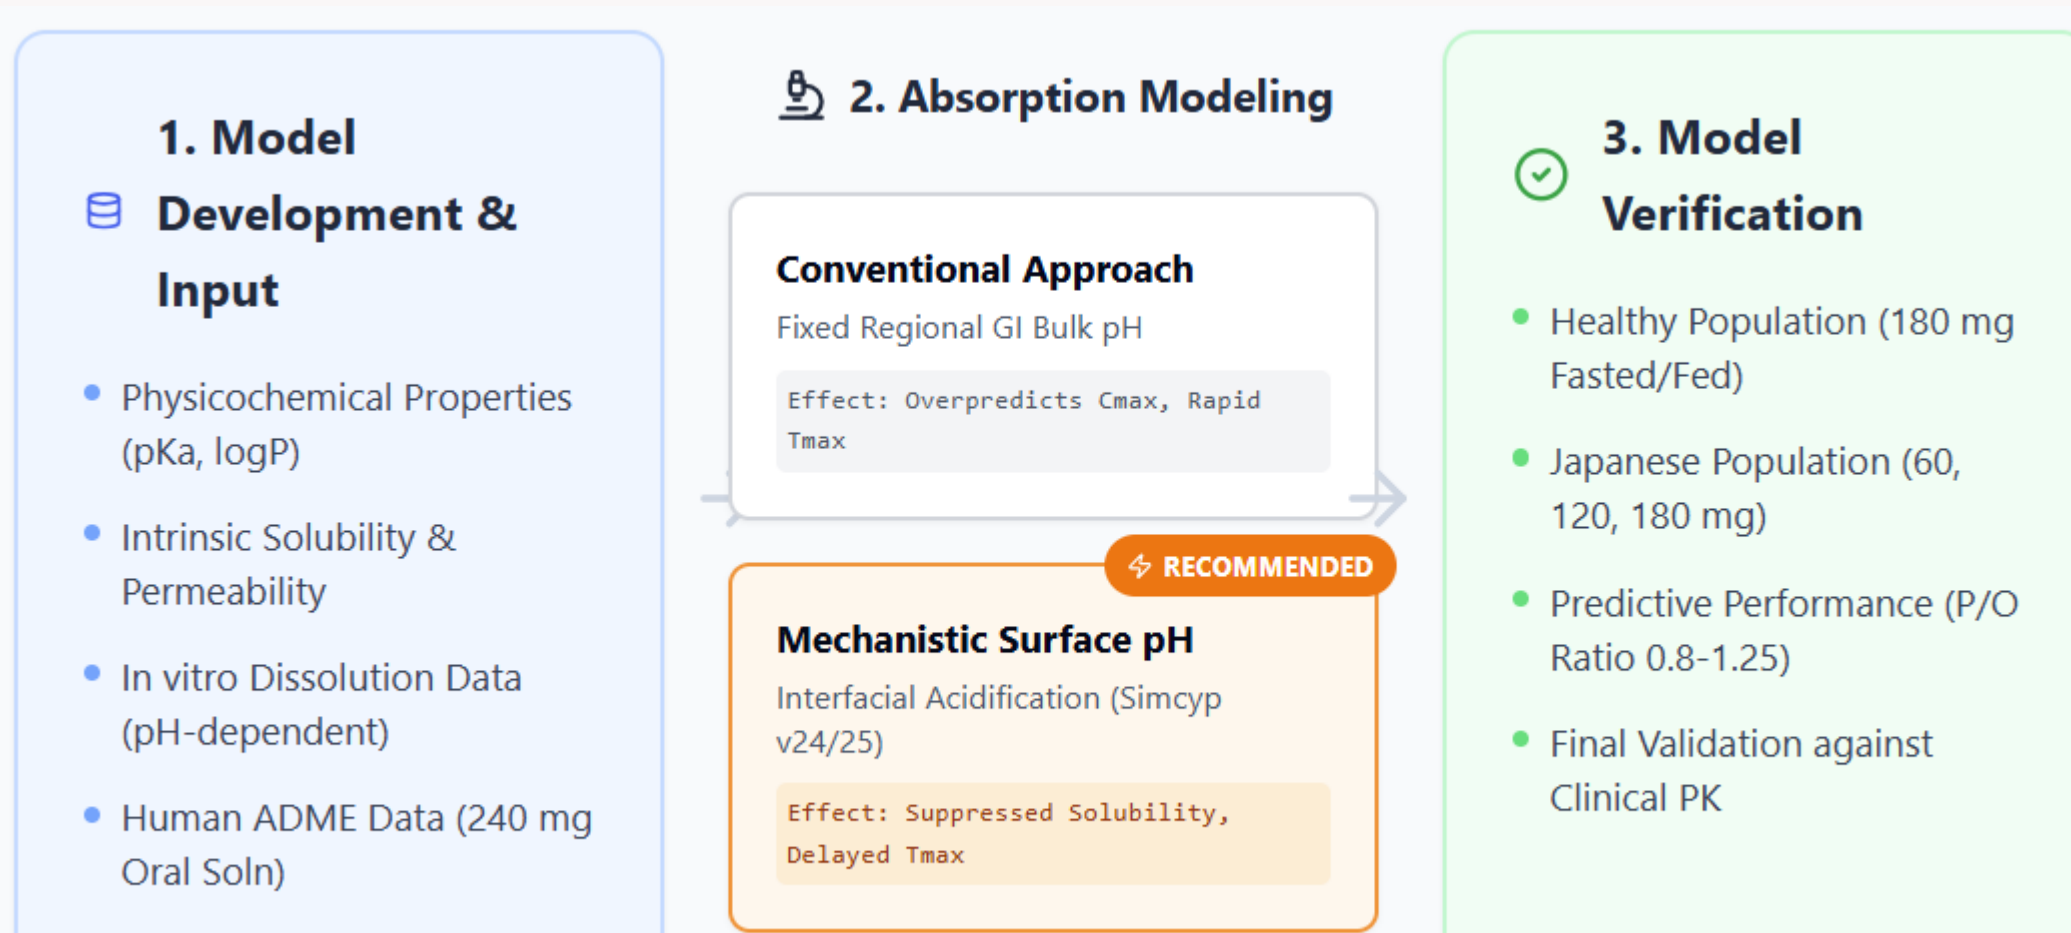 1. Model
Development &
Input
Physicochemical Properties
(pKa, logP)
Intrinsic Solubility &
Permeability
In vitro Dissolution Data
(pH-dependent)
Human ADME Data (240 mg
Oral Soln)
2. Absorption Modeling
Conventional Approach
Fixed Regional GI Bulk pH
Effect: Overpredicts Cmax, Rapid
Tmax
RECOMMENDED
Mechanistic Surface pH
Interfacial Acidification (Simcyp
v24/25)
Effect: Suppressed Solubility,
Delayed Tmax
3. Model
Verification
Healthy Population (180 mg
Fasted/Fed)
Japanese Population (60,
120, 180 mg)
Predictive Performance (P/O
Ratio 0.8-1.25)
Final Validation against
Clinical PK